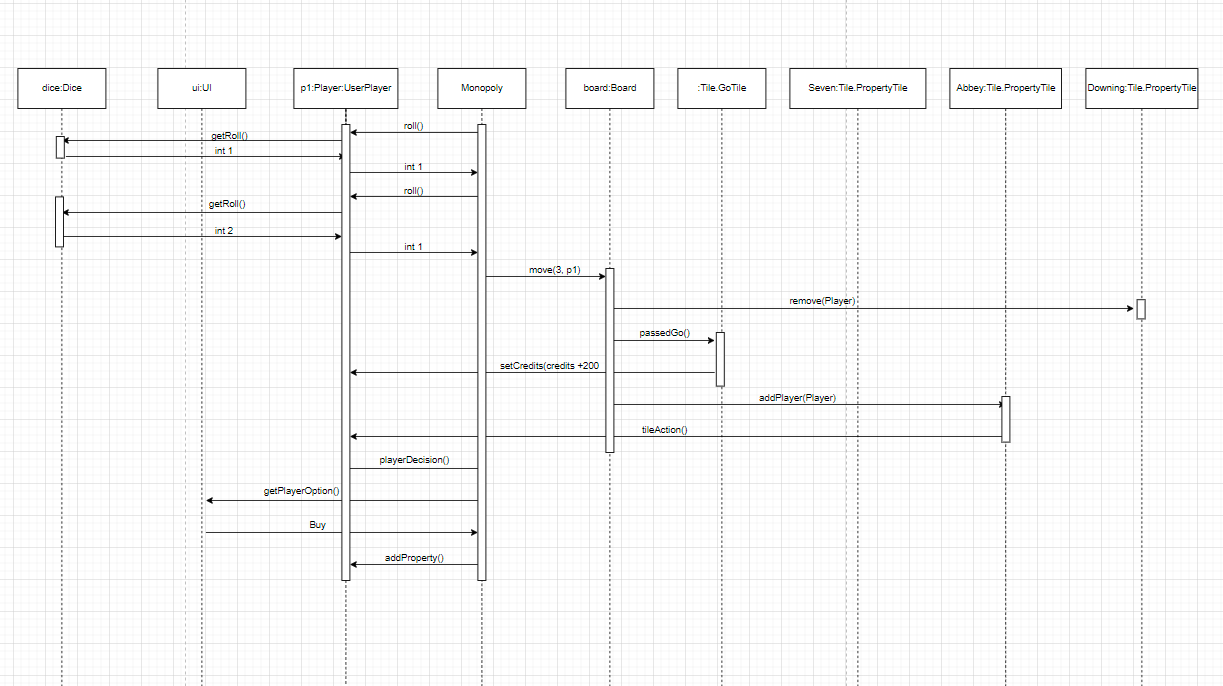 dice:Dice
ui:UI
p1:Player:UserPlayer
Monopoly
board:Board
:Tile.GoTile
Seven:Tile.PropertyTile
Abbey:Tile.PropertyTile
Downing:Tile.PropertyTile
roll()
getRoll()
int 1
int 1
roll()
getRoll()
int 2
int 1
move(3, p1)
remove(Player)
passedGo()
setCredits(credits +200
addPlayer(Player)
tileAction()
playerDecision()
getPlayerOption()
Buy
addProperty()